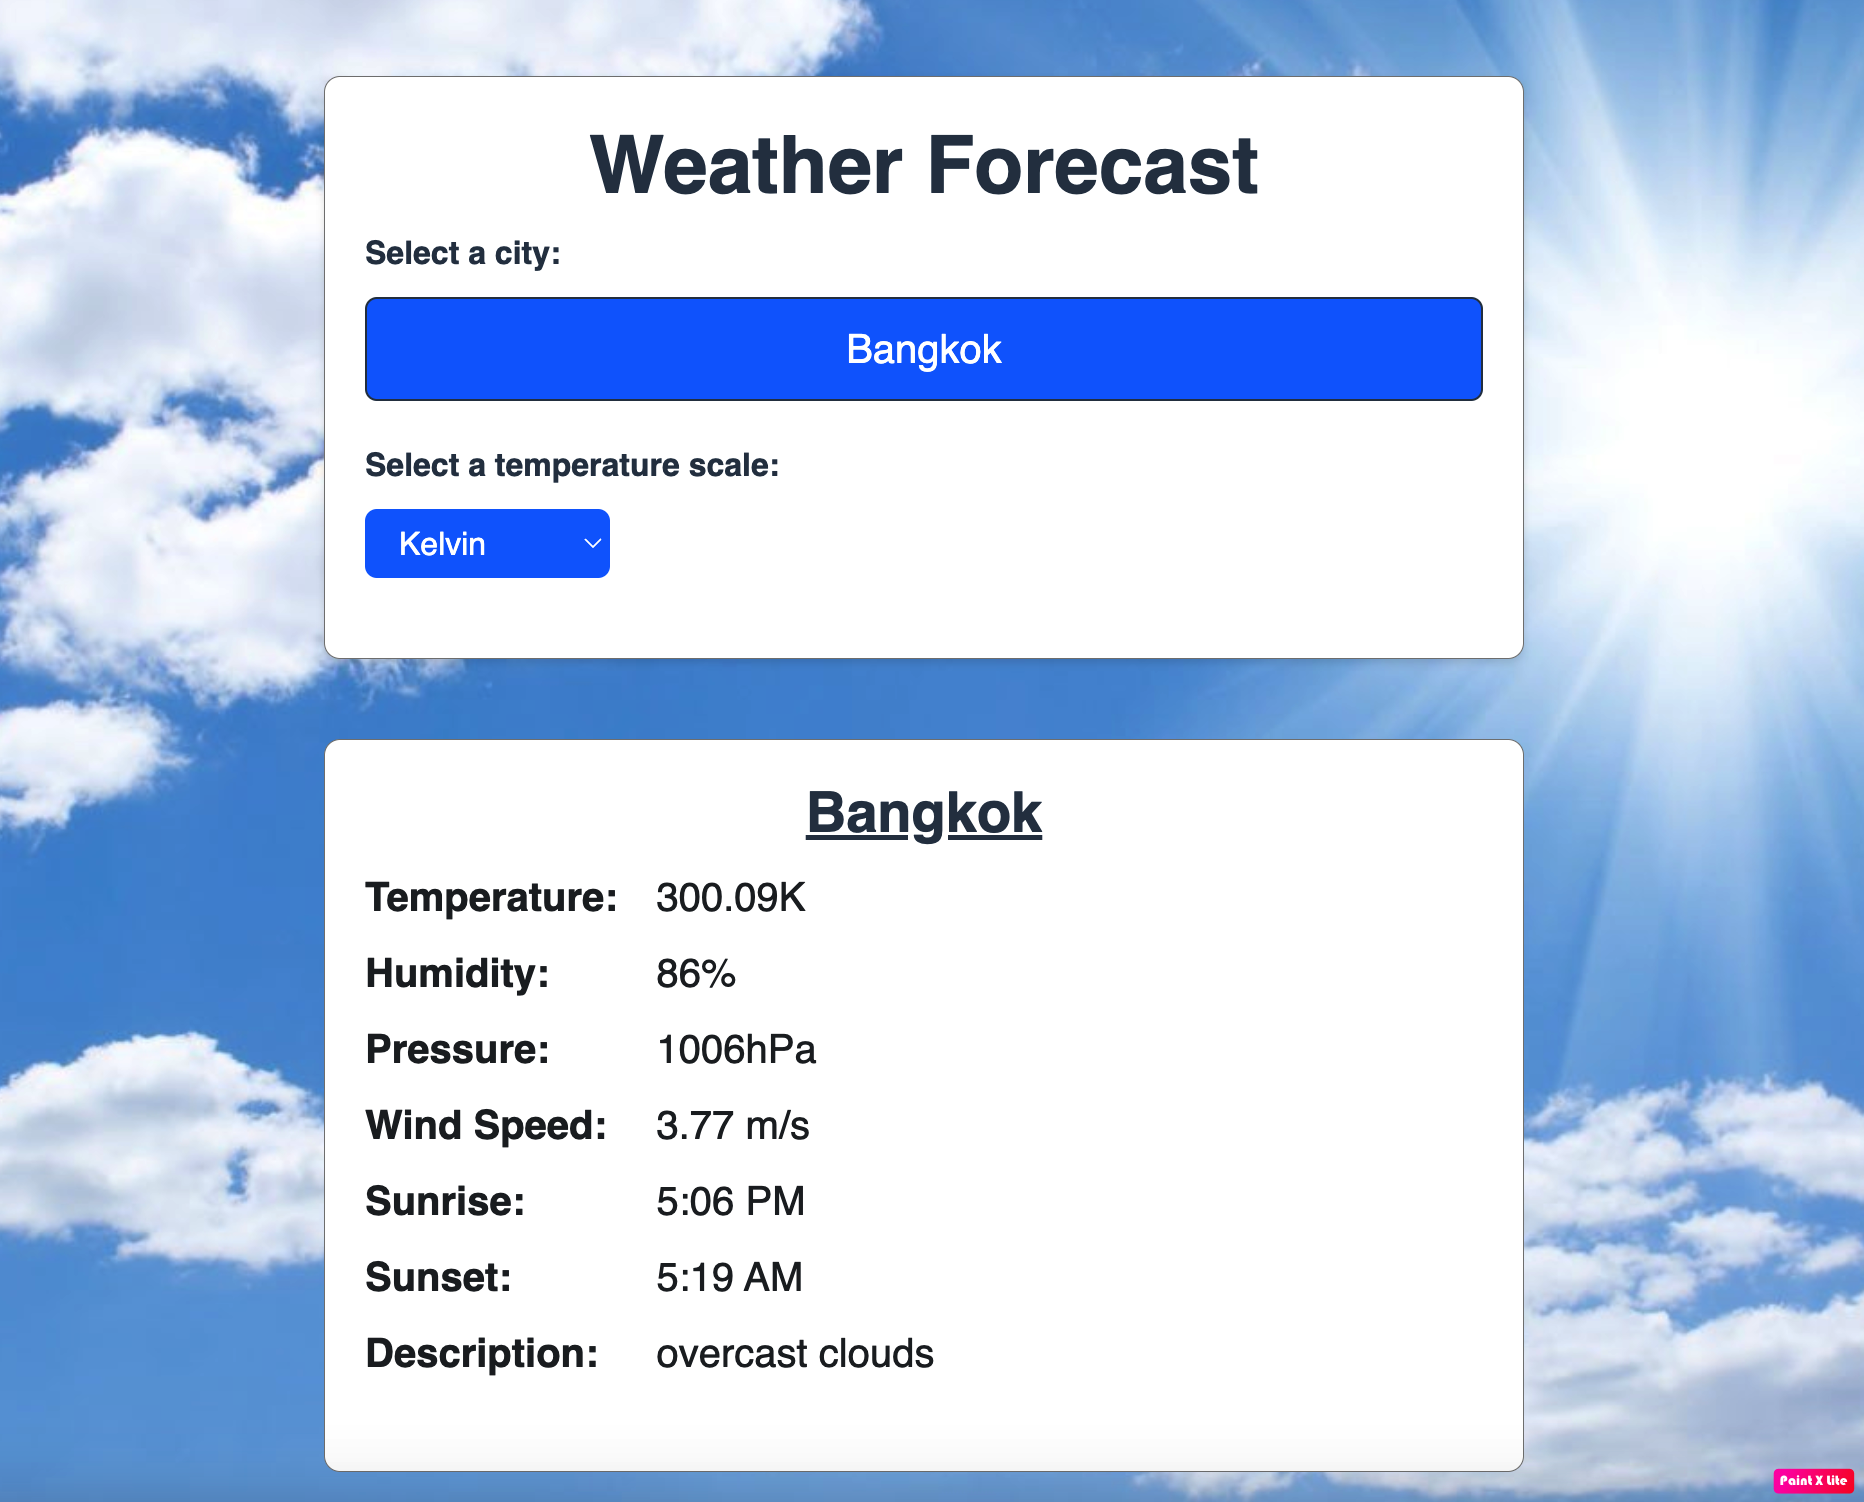 Weather Forecast
Select a city:
Bangkok
Select a temperature scale:
Kelvin
Bangkok
Temperature: 300.09K
Humidity: 86%
Pressure: 1006hPa
Wind Speed: 3.77 m/s
Sunrise: 5:06 PM
Sunset: 5:19 AM
Description: overcast clouds
Paint X Lite